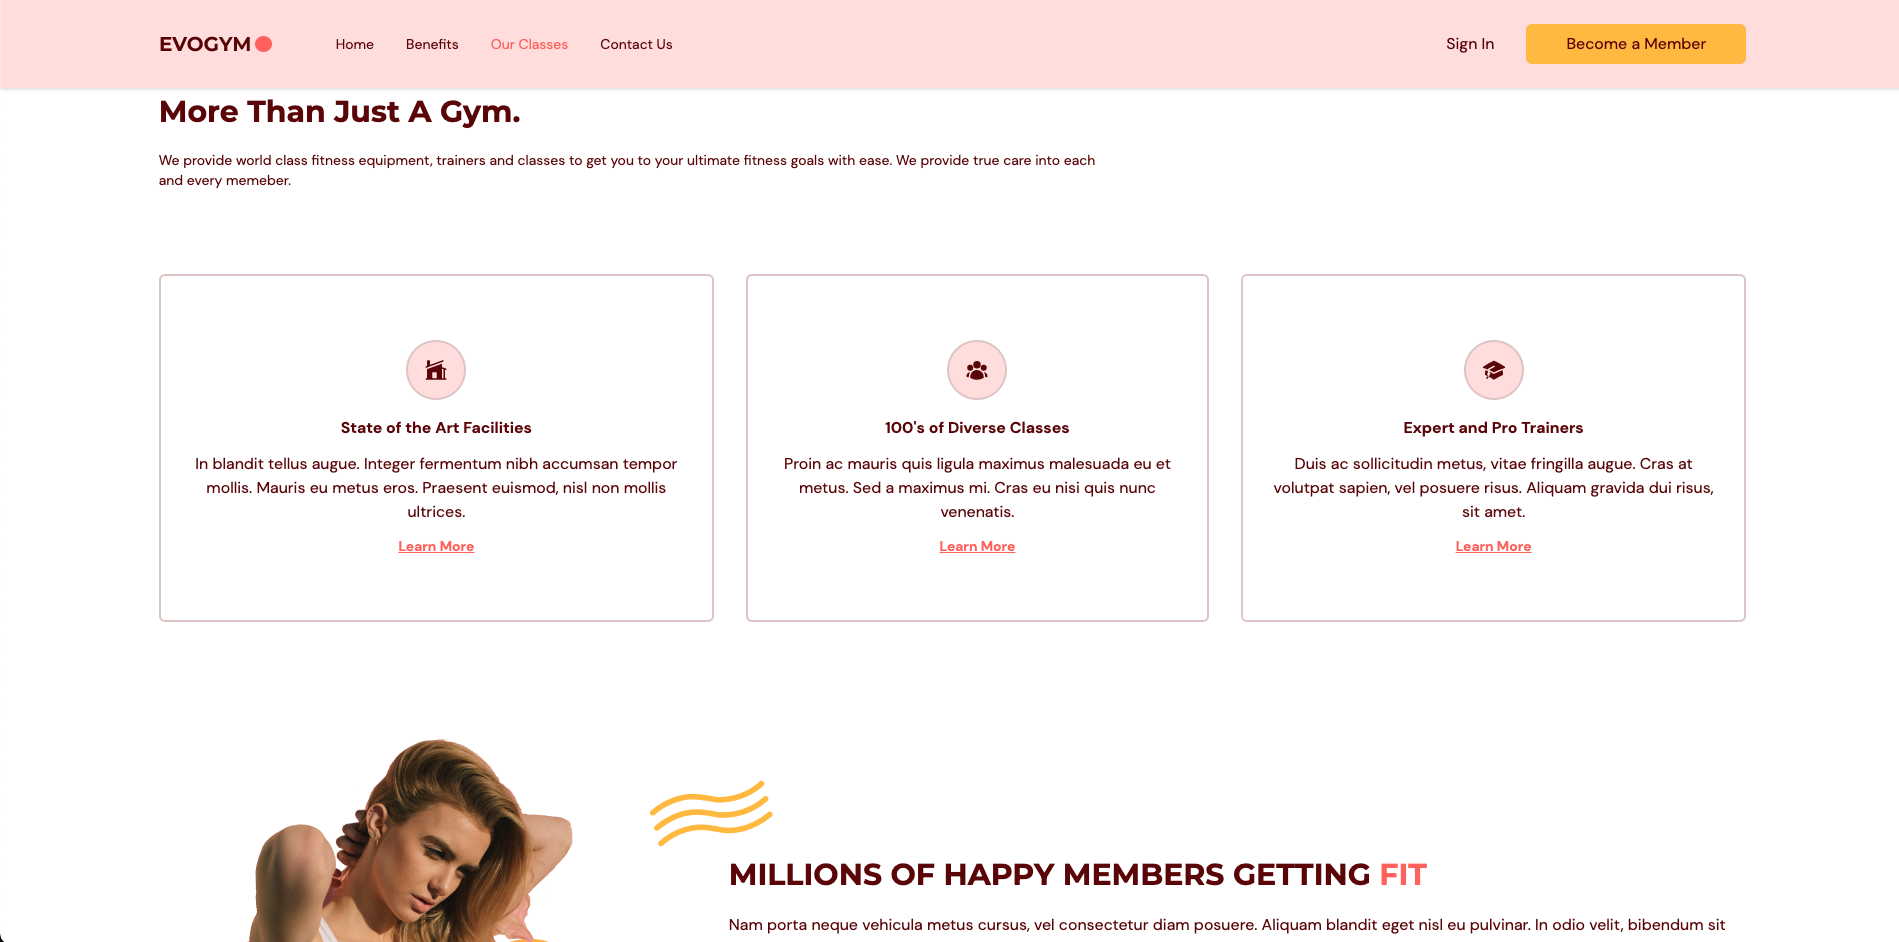 EVOGYM
Home
Benefits
Our Classes
Contact Us
Sign In
Become a Member
More Than Just A Gym.
We provide world class fitness equipment, trainers and classes to get you to your ultimate fitness goals with ease. We provide true care into each
and every memeber.
State of the Art Facilities
In blandit tellus augue. Integer fermentum nibh accumsan tempor
mollis. Mauris eu metus eros. Praesent euismod, nisl non mollis
ultrices.
Learn More
100's of Diverse Classes
Proin ac mauris quis ligula maximus malesuada eu et
metus. Sed a maximus mi. Cras eu nisi quis nunc
venenatis.
Learn More
Expert and Pro Trainers
Duis ac sollicitudin metus, vitae fringilla augue. Cras at
volutpat sapien, vel posuere risus. Aliquam gravida dui risus,
sit amet.
Learn More
MILLIONS OF HAPPY MEMBERS GETTING FIT
Nam porta neque vehicula metus cursus, vel consectetur diam posuere. Aliquam blandit eget nisl eu pulvinar. In odio velit, bibendum sit